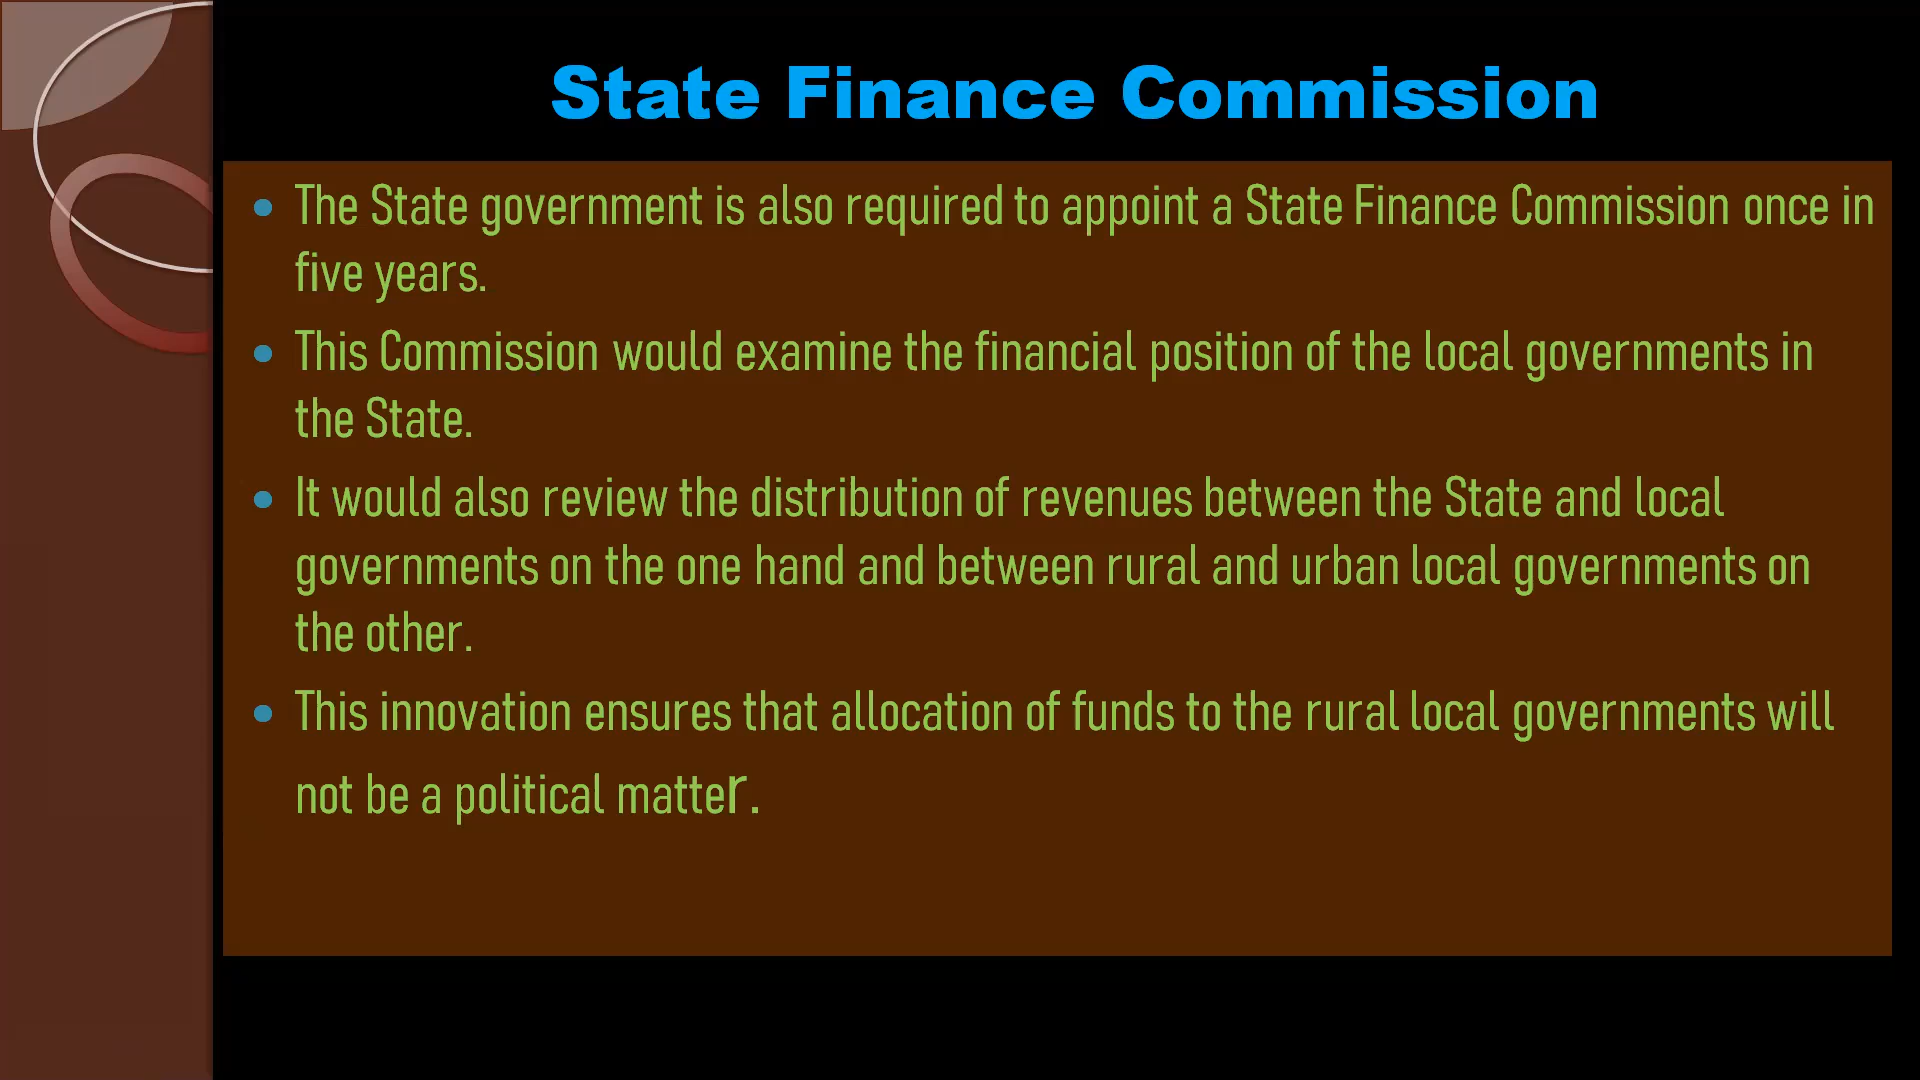 State Finance Commission
• The State government is also required to appoint a State Finance Commission once in
five years.
• This Commission would examine the financial position of the local governments in
the State.
• It would also review the distribution of revenues between the State and local
governments on the one hand and between rural and urban local governments on
the other.
• This innovation ensures that allocation of funds to the rural local governments will
not be a political matter.